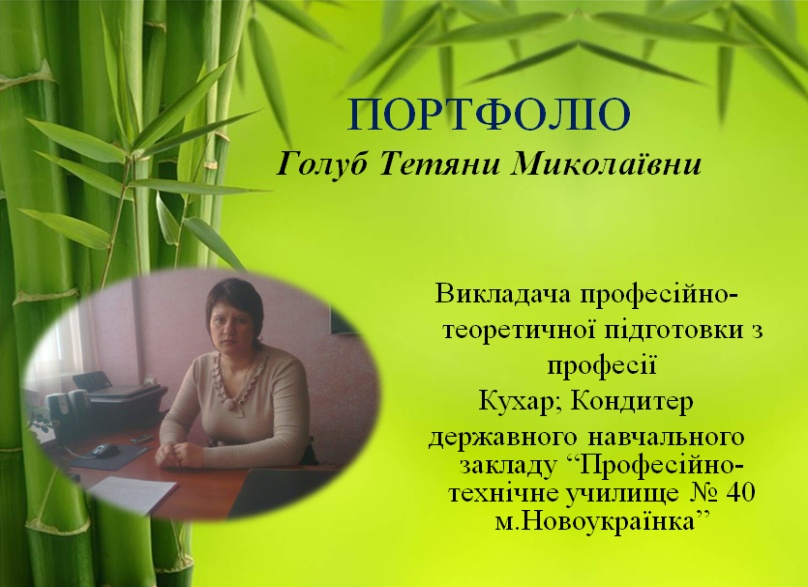 ПОРТФОЛІО
Голуб Тетяни Миколаївни
Викладача професійно-
теоретичної підготовки з
професії
Кухар; Кондитер
державного навчального
закладу “Професійно-
технічне училище № 40
м.Новоукраїнка”